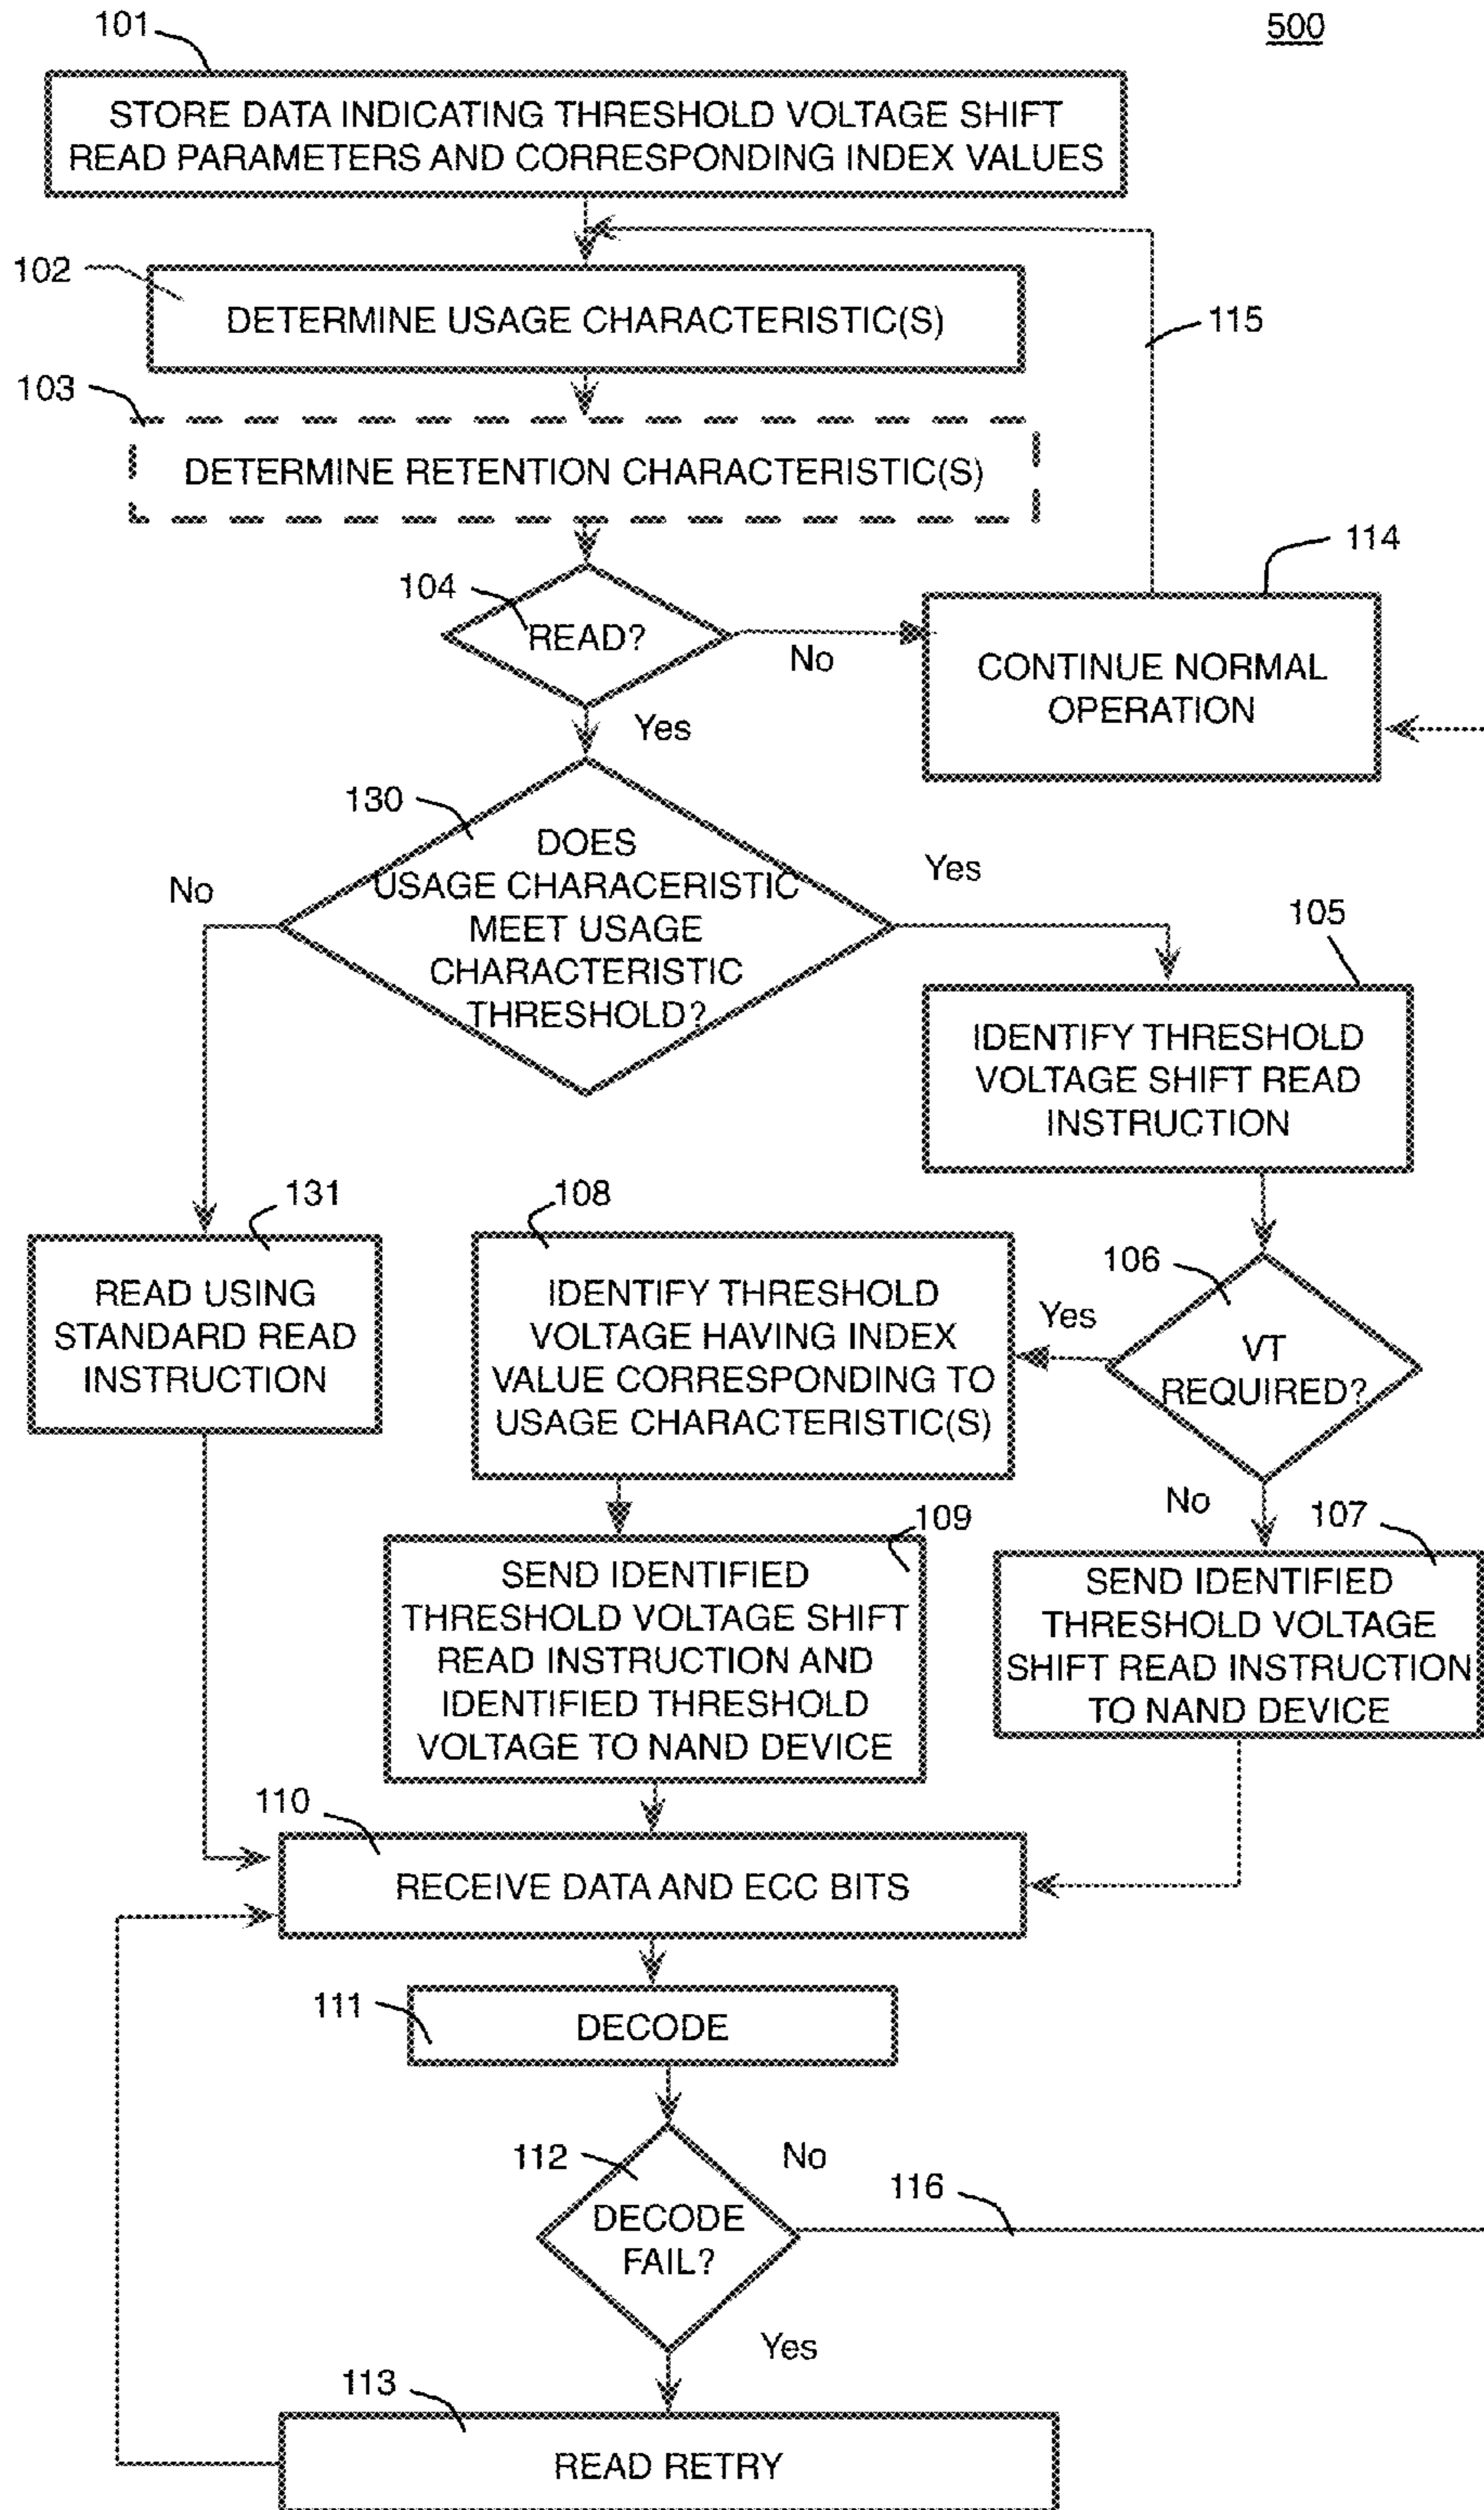 500
101
STORE DATA INDICATING THRESHOLD VOLTAGE SHIFT
READ PARAMETERS AND CORRESPONDING INDEX VALUES
102
DETERMINE USAGE CHARACTERISTIC(S)
115
103
DETERMINE RETENTION CHARACTERISTIC(S)
104
READ?
No
Yes
114
CONTINUE NORMAL
OPERATION
130
DOES
USAGE CHARACERISTIC
MEET USAGE
CHARACTERISTIC
THRESHOLD?
No
Yes
105
IDENTIFY THRESHOLD
VOLTAGE SHIFT READ
INSTRUCTION
131
READ USING
STANDARD READ
INSTRUCTION
108
IDENTIFY THRESHOLD
VOLTAGE HAVING INDEX
VALUE CORRESPONDING TO
USAGE CHARACTERISTIC(S)
106
VT
REQUIRED?
Yes
No
109
SEND IDENTIFIED
THRESHOLD VOLTAGE SHIFT
READ INSTRUCTION AND
IDENTIFIED THRESHOLD
VOLTAGE TO NAND DEVICE
107
SEND IDENTIFIED
THRESHOLD VOLTAGE
SHIFT READ INSTRUCTION
TO NAND DEVICE
110
RECEIVE DATA AND ECC BITS
111
DECODE
112
DECODE
FAIL?
No
116
Yes
113
READ RETRY